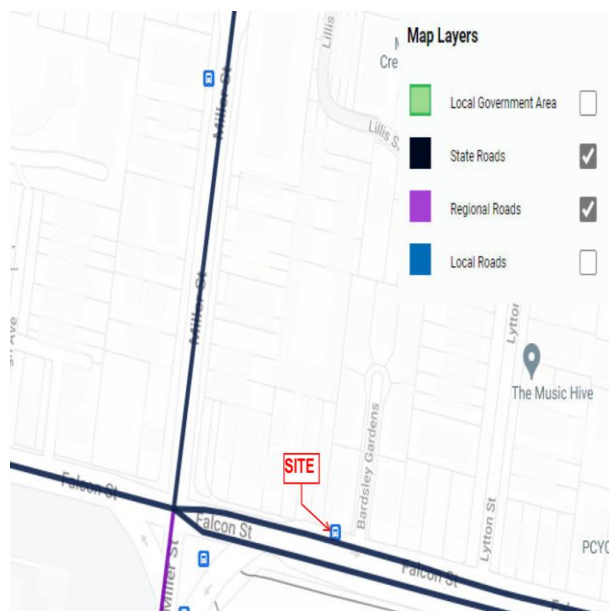 Map Layers
Local Government Area
State Roads
Regional Roads
Local Roads
Lillis
Cre
Lillis S
Miller St
Miller St
Lytton
The Music Hive
Bardsley Gardens
Lytton St
SITE
Falcon St
Falcon St
Falcon St
Miller St
PCYC